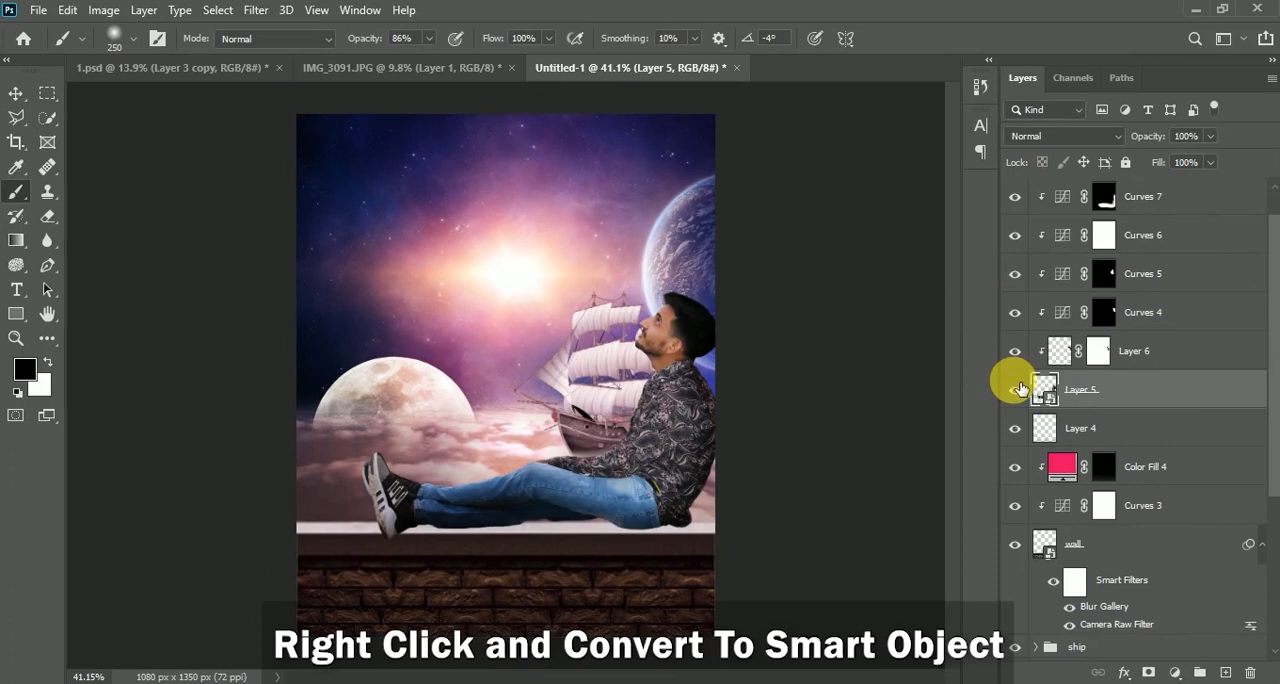 Ps File Edit Image Layer Type Select Filter 3D View Window Help
250 Mode: Normal Opacity: 86% Flow: 100% Smoothing: 10% -4°
1.psd @ 13.9% (Layer 3 copy, RGB/8#) * × IMG_3091.JPG @ 9.8% (Layer 1, RGB/8) * × Untitled-1 @ 41.1% (Layer 5, RGB/8#) * ×
Layers Channels Paths
Kind
Normal Opacity: 100%
Lock: Fill: 100%
Curves 7
Curves 6
Curves 5
Curves 4
Layer 6
Layer 5
Layer 4
Color Fill 4
Curves 3
wall
Smart Filters
Blur Gallery
Camera Raw Filter
ship
Right Click and Convert To Smart Object
41.15% 1080 px x 1350 px (72 ppi)